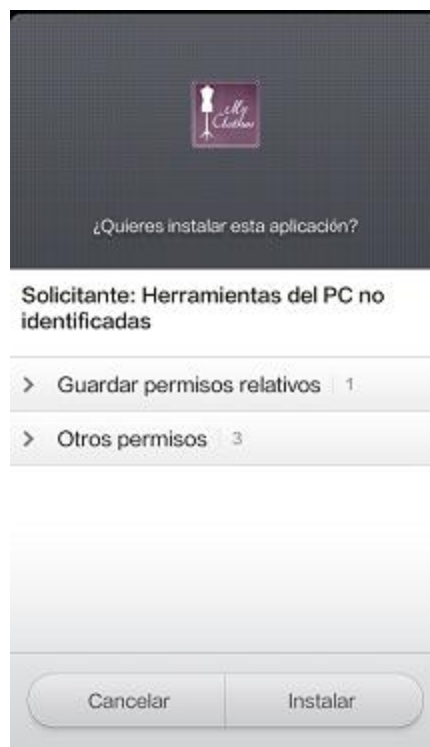 My
Clothes
¿Quieres instalar esta aplicación?
Solicitante: Herramientas del PC no
identificadas
Guardar permisos relativos 1
Otros permisos 3
Cancelar Instalar